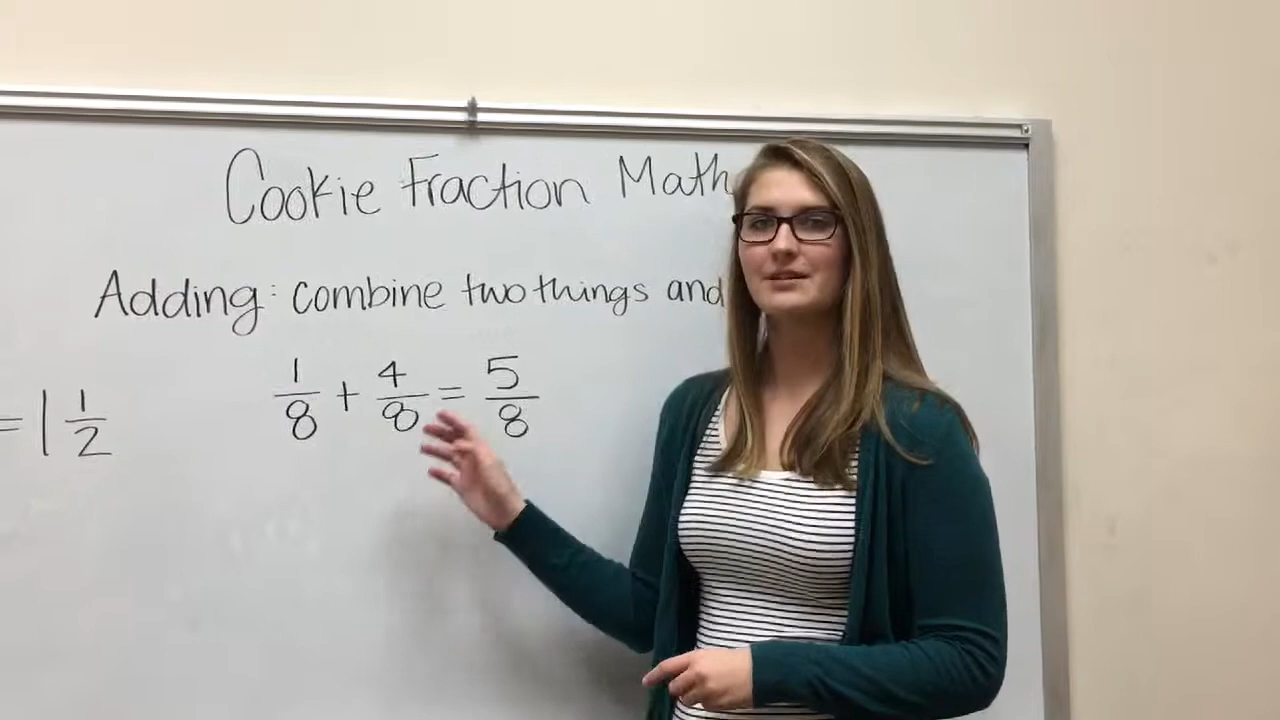 Cookie Fraction Math
Adding: combine two things and
= 1 1/2
1/8 + 4/8 = 5/8